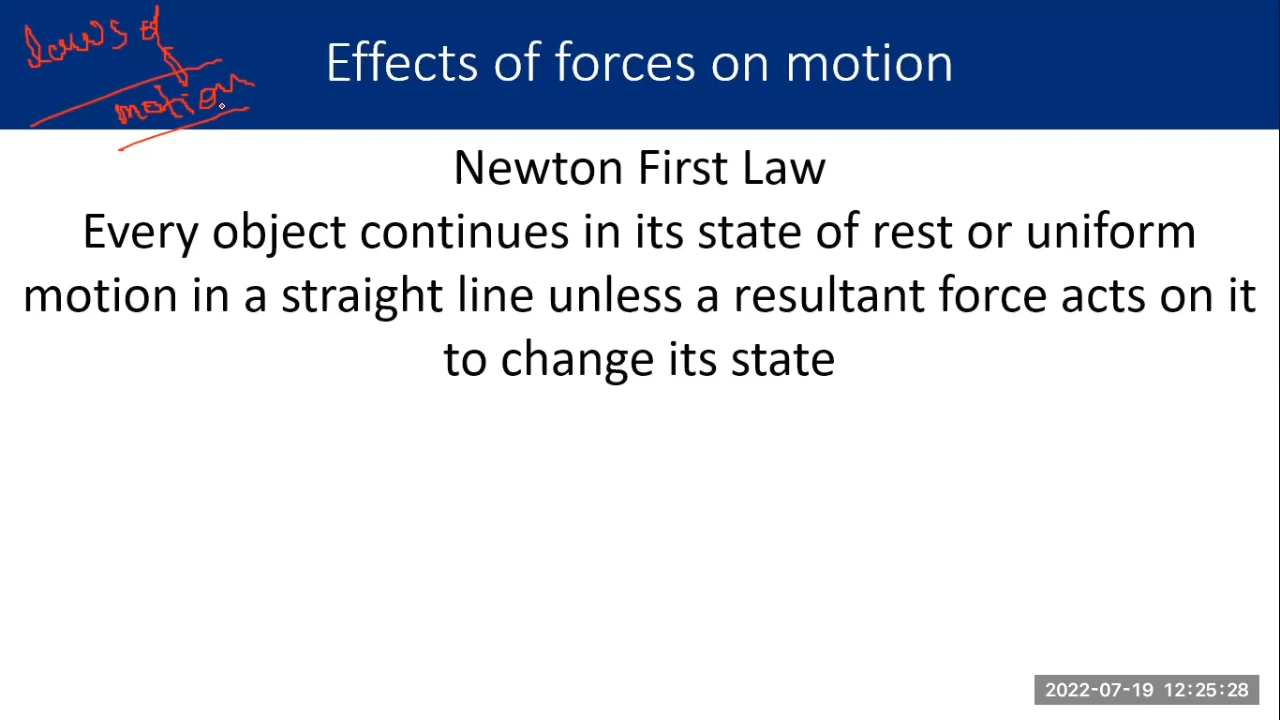 laws of
motion
Effects of forces on motion
Newton First Law
Every object continues in its state of rest or uniform
motion in a straight line unless a resultant force acts on it
to change its state
2022-07-19 12:25:28